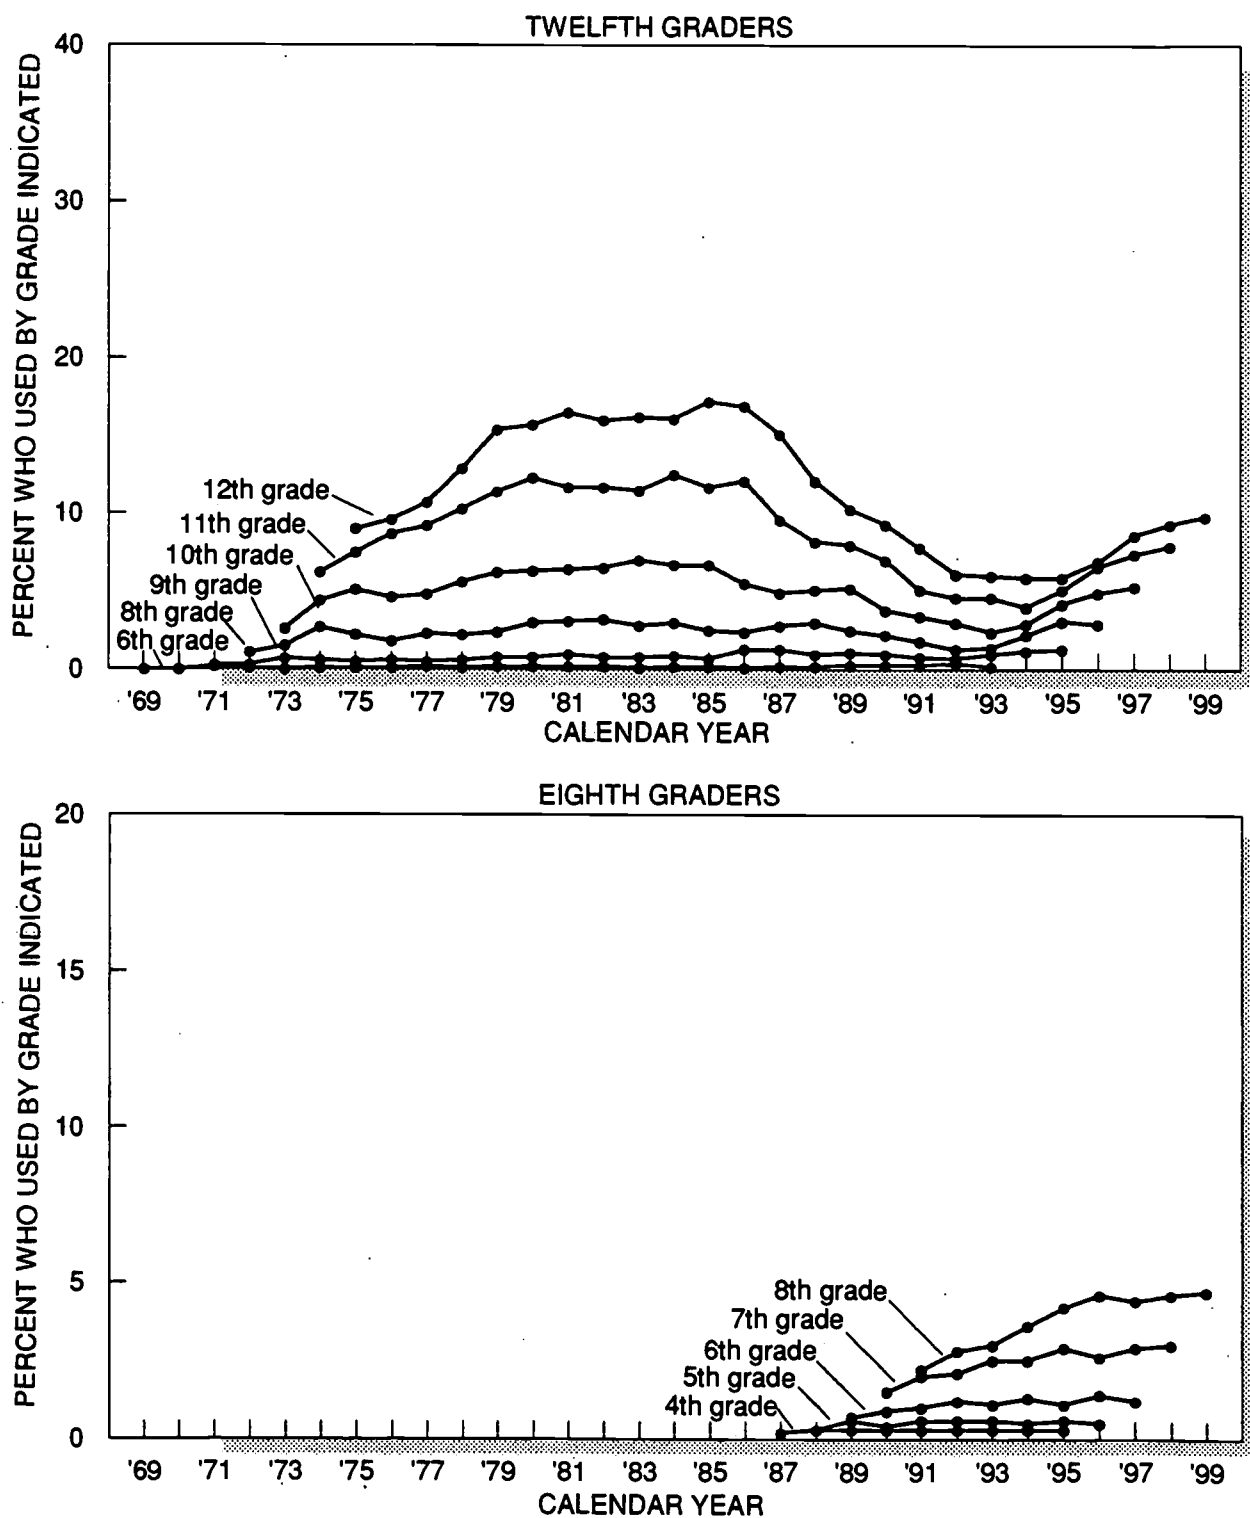 TWELFTH GRADERS
PERCENT WHO USED BY GRADE INDICATED
40
30
20
10
0
12th grade
11th grade
10th grade
9th grade
8th grade
6th grade
'69 '71 '73 '75 '77 '79 '81 '83 '85 '87 '89 '91 '93 '95 '97 '99
CALENDAR YEAR
EIGHTH GRADERS
PERCENT WHO USED BY GRADE INDICATED
20
15
10
5
0
8th grade
7th grade
6th grade
5th grade
4th grade
'69 '71 '73 '75 '77 '79 '81 '83 '85 '87 '89 '91 '93 '95 '97 '99
CALENDAR YEAR